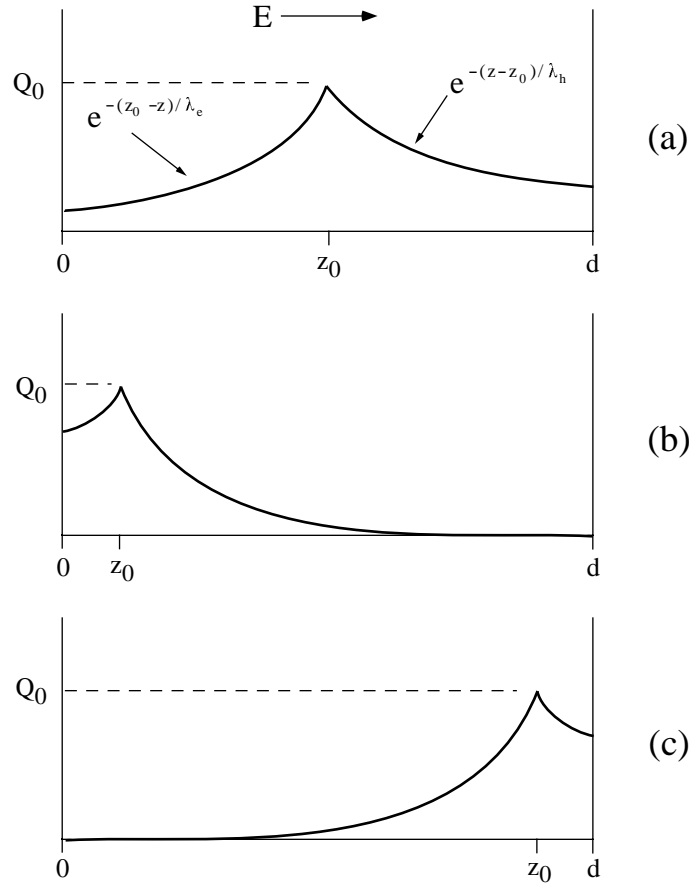 E
Q0
e^-(z0 -z)/λe
e^-(z-z0)/λh
(a)
0 z0 d
Q0
(b)
0 z0 d
Q0
(c)
0 z0 d